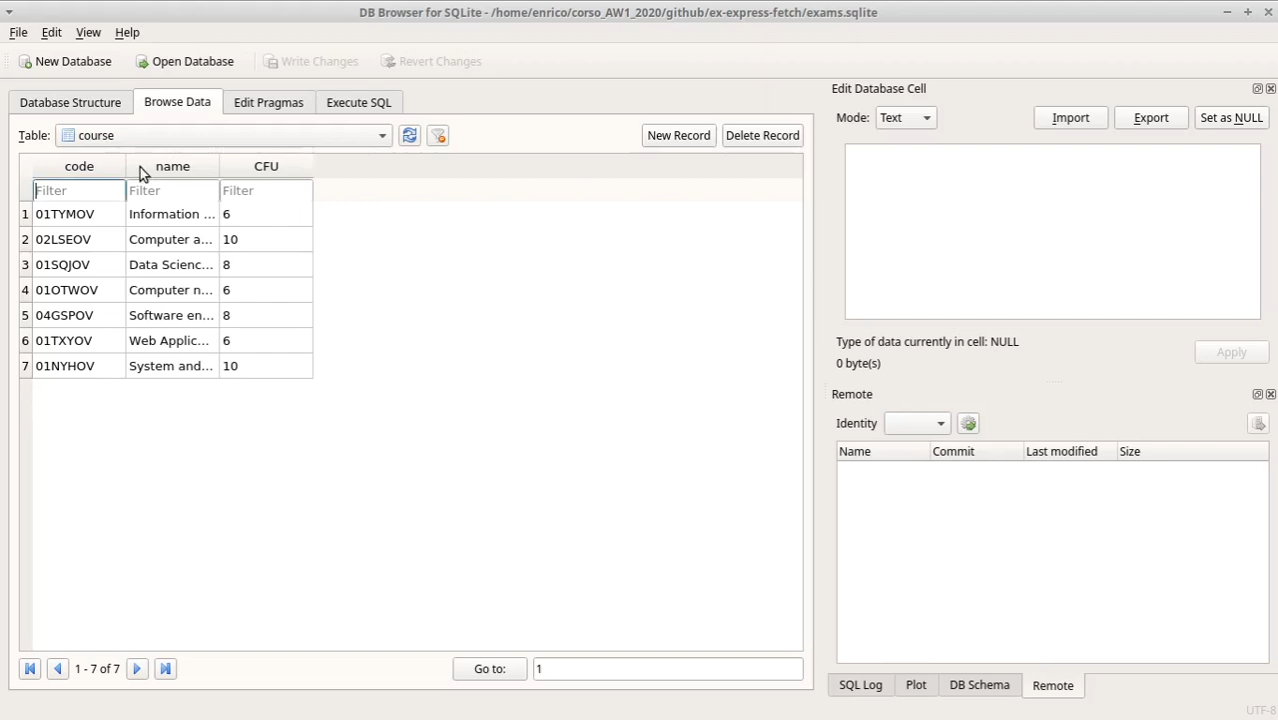 DB Browser for SQLite - /home/enrico/corso_AW1_2020/github/ex-express-fetch/exams.sqlite
File Edit View Help
New Database Open Database Write Changes Revert Changes
Database Structure Browse Data Edit Pragmas Execute SQL
Table: course New Record Delete Record
code name CFU
Filter Filter Filter
1 01TYMOV Information ... 6
2 02LSEOV Computer a... 10
3 01SQJOV Data Scienc... 8
4 01OTWOV Computer n... 6
5 04GSPOV Software en... 8
6 01TXYOV Web Applic... 6
7 01NYHOV System and... 10
1 - 7 of 7 Go to: 1
Edit Database Cell
Mode: Text Import Export Set as NULL
Type of data currently in cell: NULL
0 byte(s)
Apply
Remote
Identity
Name Commit Last modified Size
SQL Log Plot DB Schema Remote
UTF-8